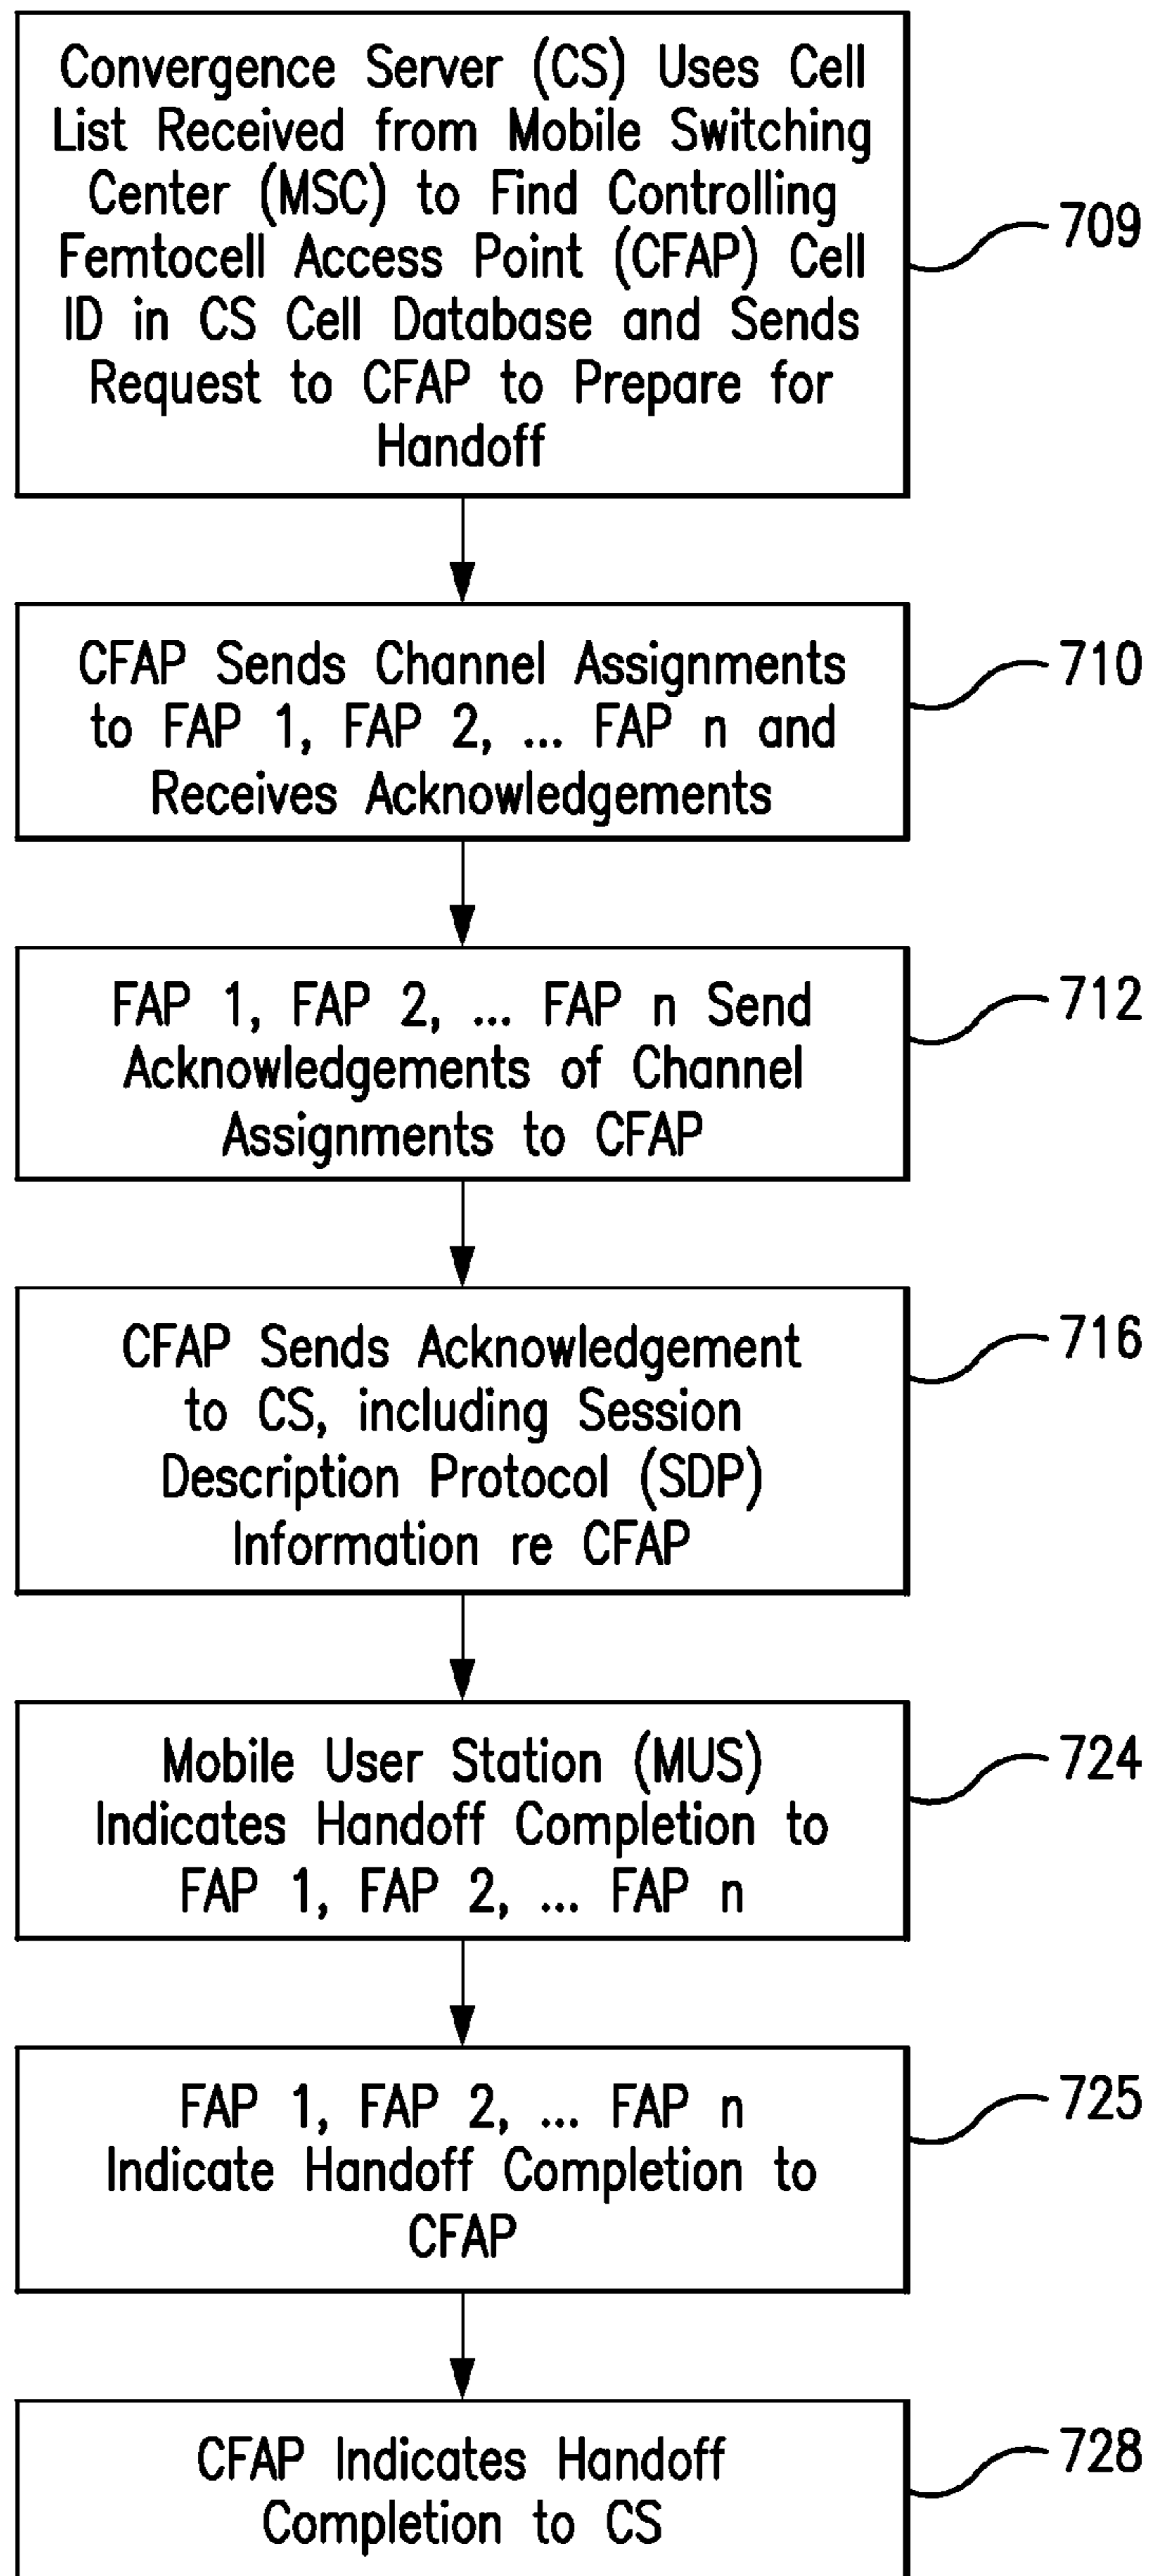 Convergence Server (CS) Uses Cell
List Received from Mobile Switching
Center (MSC) to Find Controlling
Femtocell Access Point (CFAP) Cell
ID in CS Cell Database and Sends
Request to CFAP to Prepare for
Handoff
709
CFAP Sends Channel Assignments
to FAP 1, FAP 2, ... FAP n and
Receives Acknowledgements
710
FAP 1, FAP 2, ... FAP n Send
Acknowledgements of Channel
Assignments to CFAP
712
CFAP Sends Acknowledgement
to CS, including Session
Description Protocol (SDP)
Information re CFAP
716
Mobile User Station (MUS)
Indicates Handoff Completion to
FAP 1, FAP 2, ... FAP n
724
FAP 1, FAP 2, ... FAP n
Indicate Handoff Completion to
CFAP
725
CFAP Indicates Handoff
Completion to CS
728